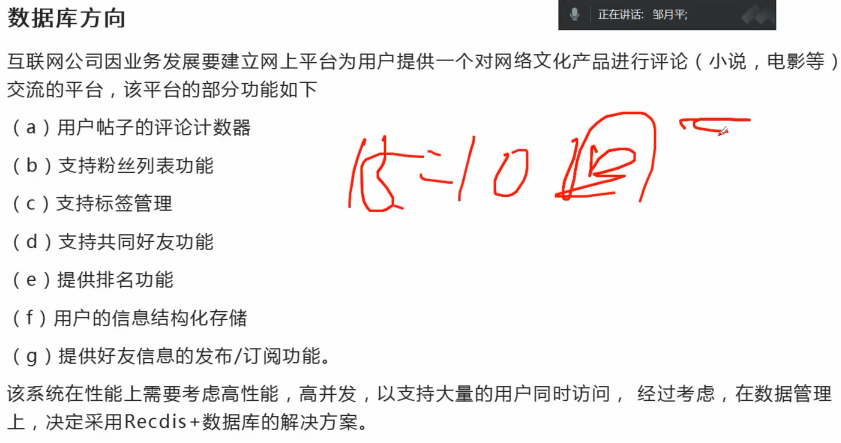 数据库方向
正在讲话: 邹月平;
互联网公司因业务发展要建立网上平台为用户提供一个对网络文化产品进行评论（小说，电影等）
交流的平台，该平台的部分功能如下
（a）用户帖子的评论计数器
（b）支持粉丝列表功能
（c）支持标签管理
（d）支持共同好友功能
（e）提供排名功能
（f）用户的信息结构化存储
（g）提供好友信息的发布/订阅功能。
该系统在性能上需要考虑高性能，高并发，以支持大量的用户同时访问， 经过考虑，在数据管理
上，决定采用Recdis+数据库的解决方案。